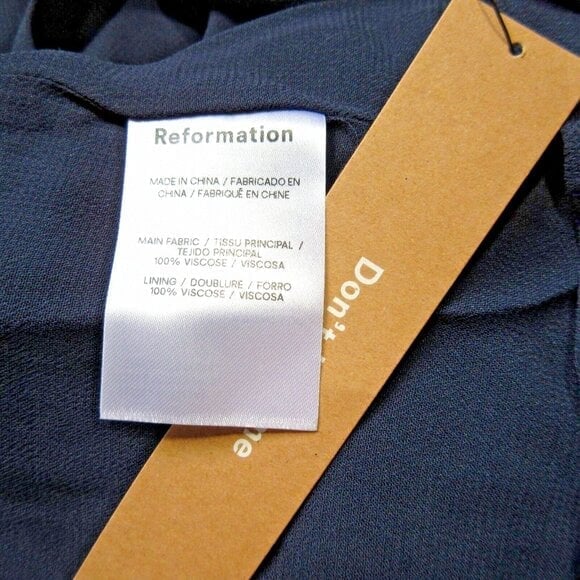 Reformation
MADE IN CHINA / FABRICADO EN
CHINA / FABRIQUÉ EN CHINE
MAIN FABRIC / TISSU PRINCIPAL /
TEJIDO PRINCIPAL
100% VISCOSE / VISCOSA
LINING / DOUBLURE / FORRO
100% VISCOSE / VISCOSA
Don't
me